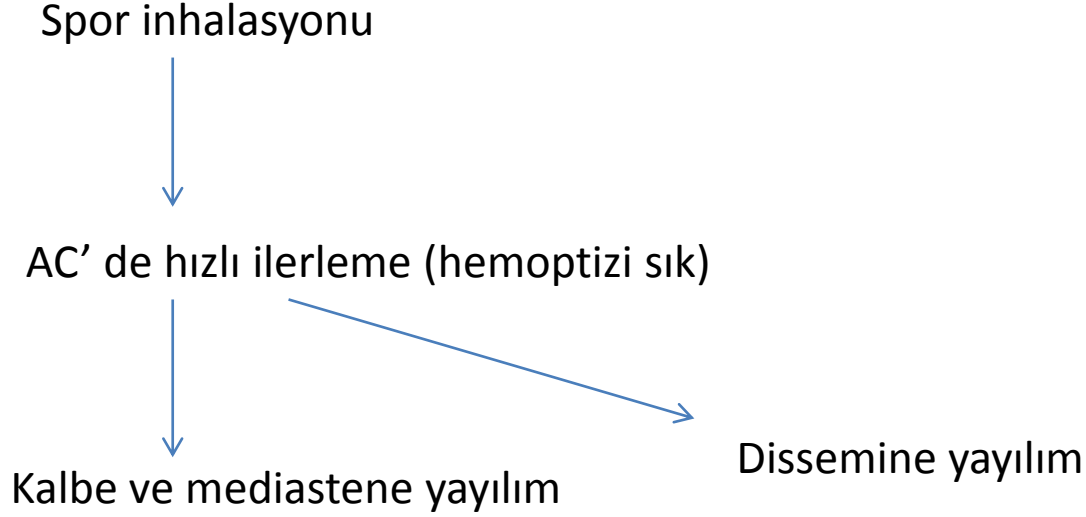 Spor inhalasyonu
AC’ de hızlı ilerleme (hemoptizi sık)
Dissemine yayılım
Kalbe ve mediastene yayılım